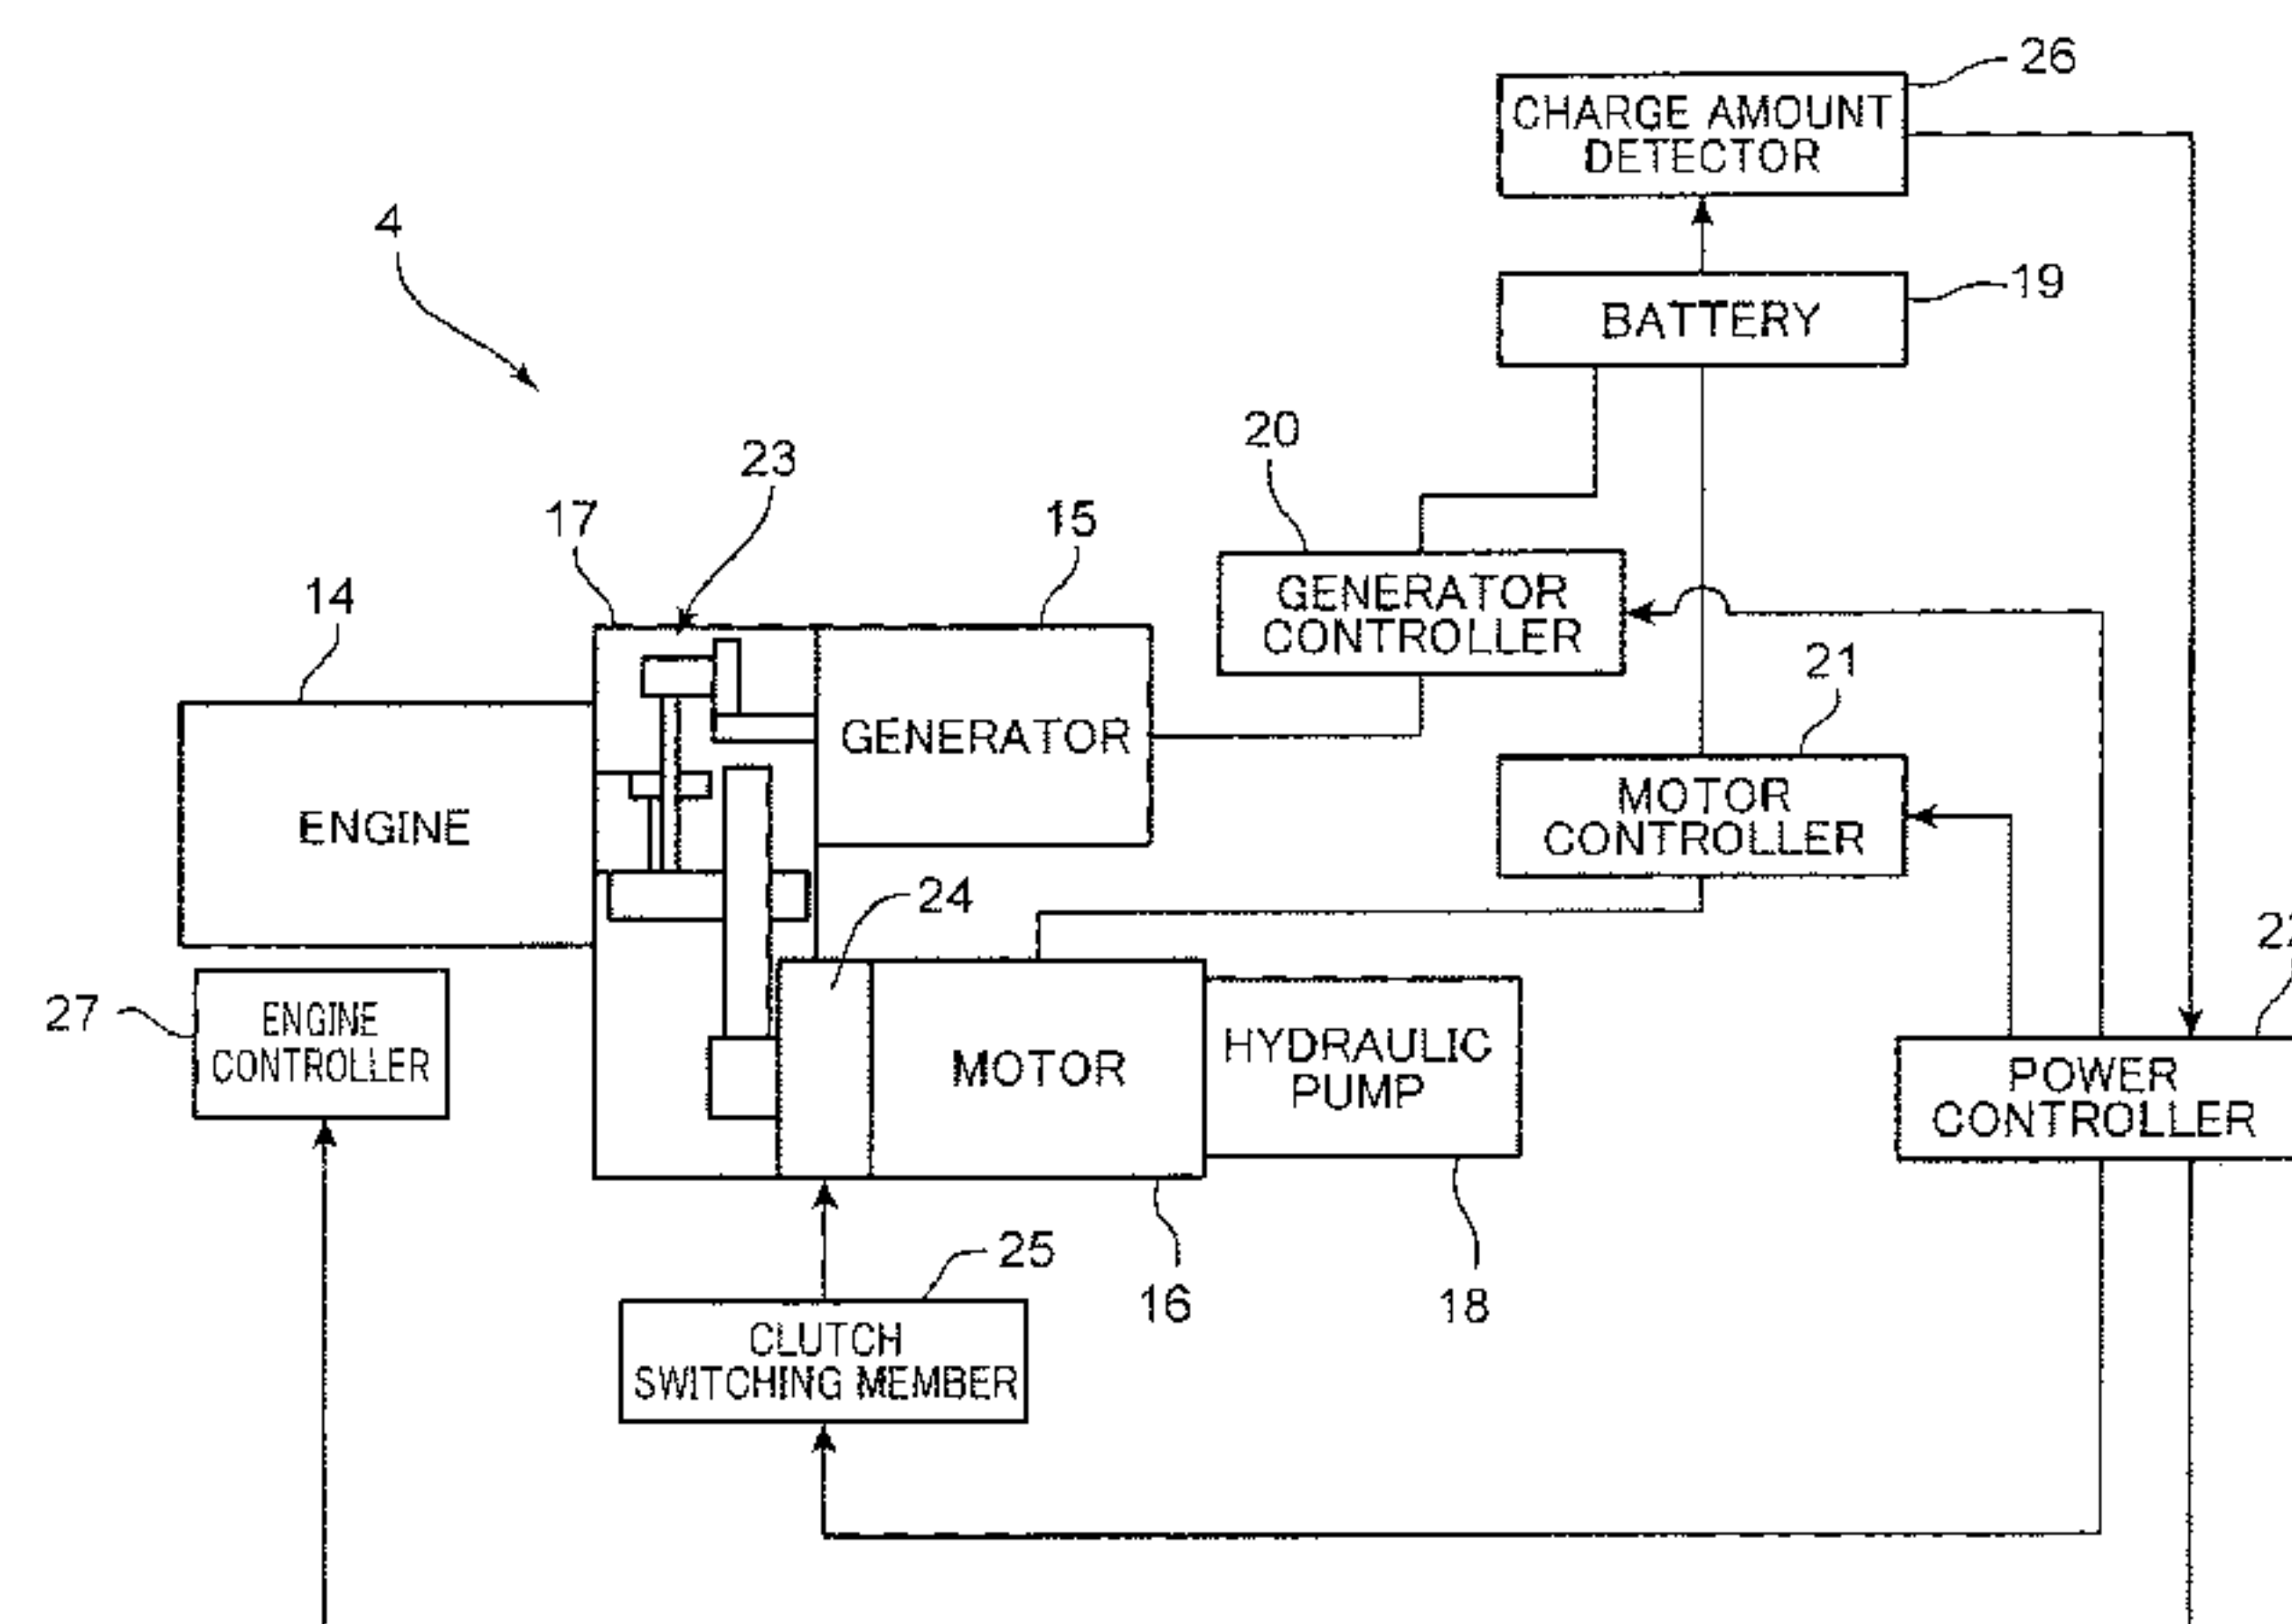 26
CHARGE AMOUNT
DETECTOR
4
19
BATTERY
20
23
17
15
14
GENERATOR
CONTROLLER
21
GENERATOR
MOTOR
CONTROLLER
ENGINE
24
27
ENGINE
CONTROLLER
MOTOR
HYDRAULIC
PUMP
POWER
CONTROLLER
25
16
18
CLUTCH
SWITCHING MEMBER